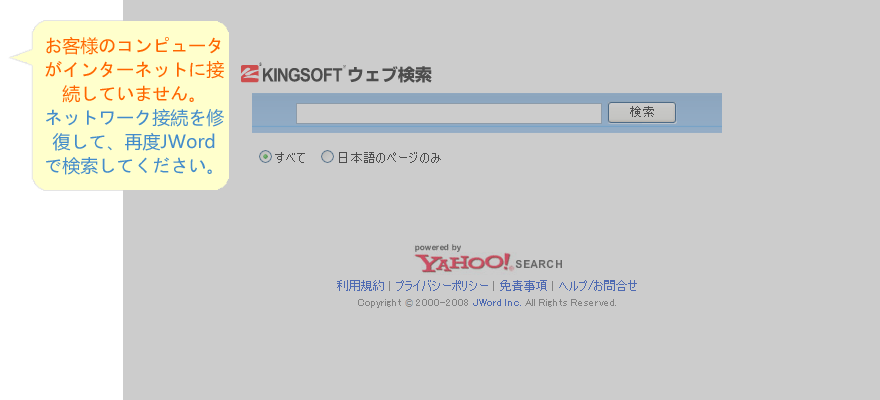 お客様のコンピュータ
がインターネットに接
続していません。
ネットワーク接続を修
復して、再度JWord
で検索してください。
KINGSOFT ウェブ検索
検索
すべて 日本語のページのみ
powered by
YAHOO! SEARCH
利用規約 | プライバシーポリシー | 免責事項 | ヘルプ/お問合せ
Copyright © 2000-2008 JWord Inc. All Rights Reserved.